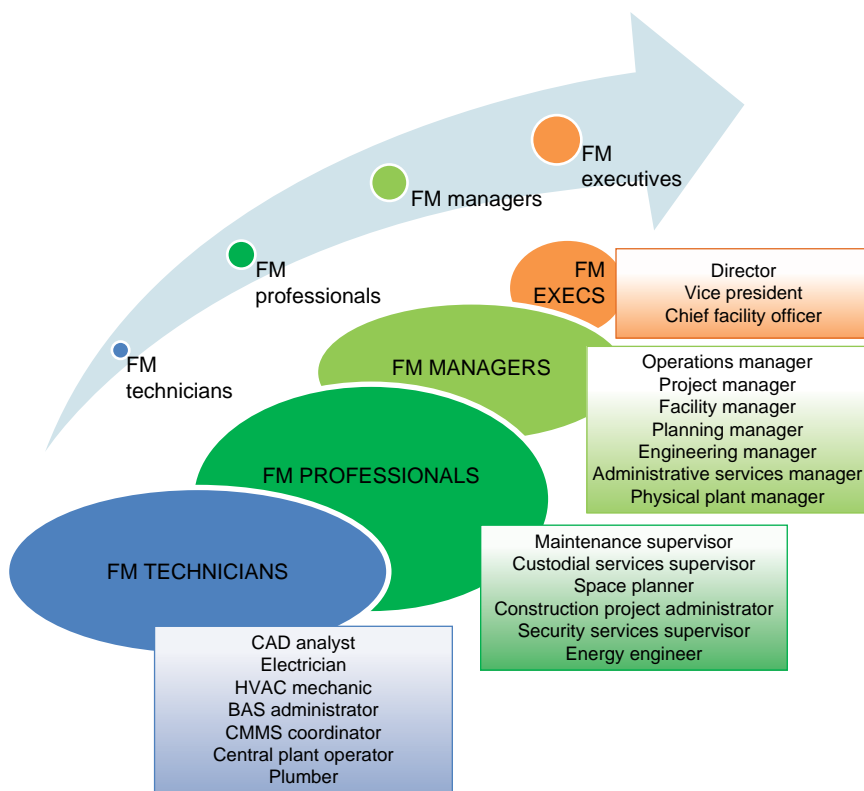 FM
executives
FM managers
FM
professionals
FM
technicians
FM
EXECS
Director
Vice president
Chief facility officer
FM MANAGERS
Operations manager
Project manager
Facility manager
Planning manager
Engineering manager
Administrative services manager
Physical plant manager
FM PROFESSIONALS
Maintenance supervisor
Custodial services supervisor
Space planner
Construction project administrator
Security services supervisor
Energy engineer
FM TECHNICIANS
CAD analyst
Electrician
HVAC mechanic
BAS administrator
CMMS coordinator
Central plant operator
Plumber